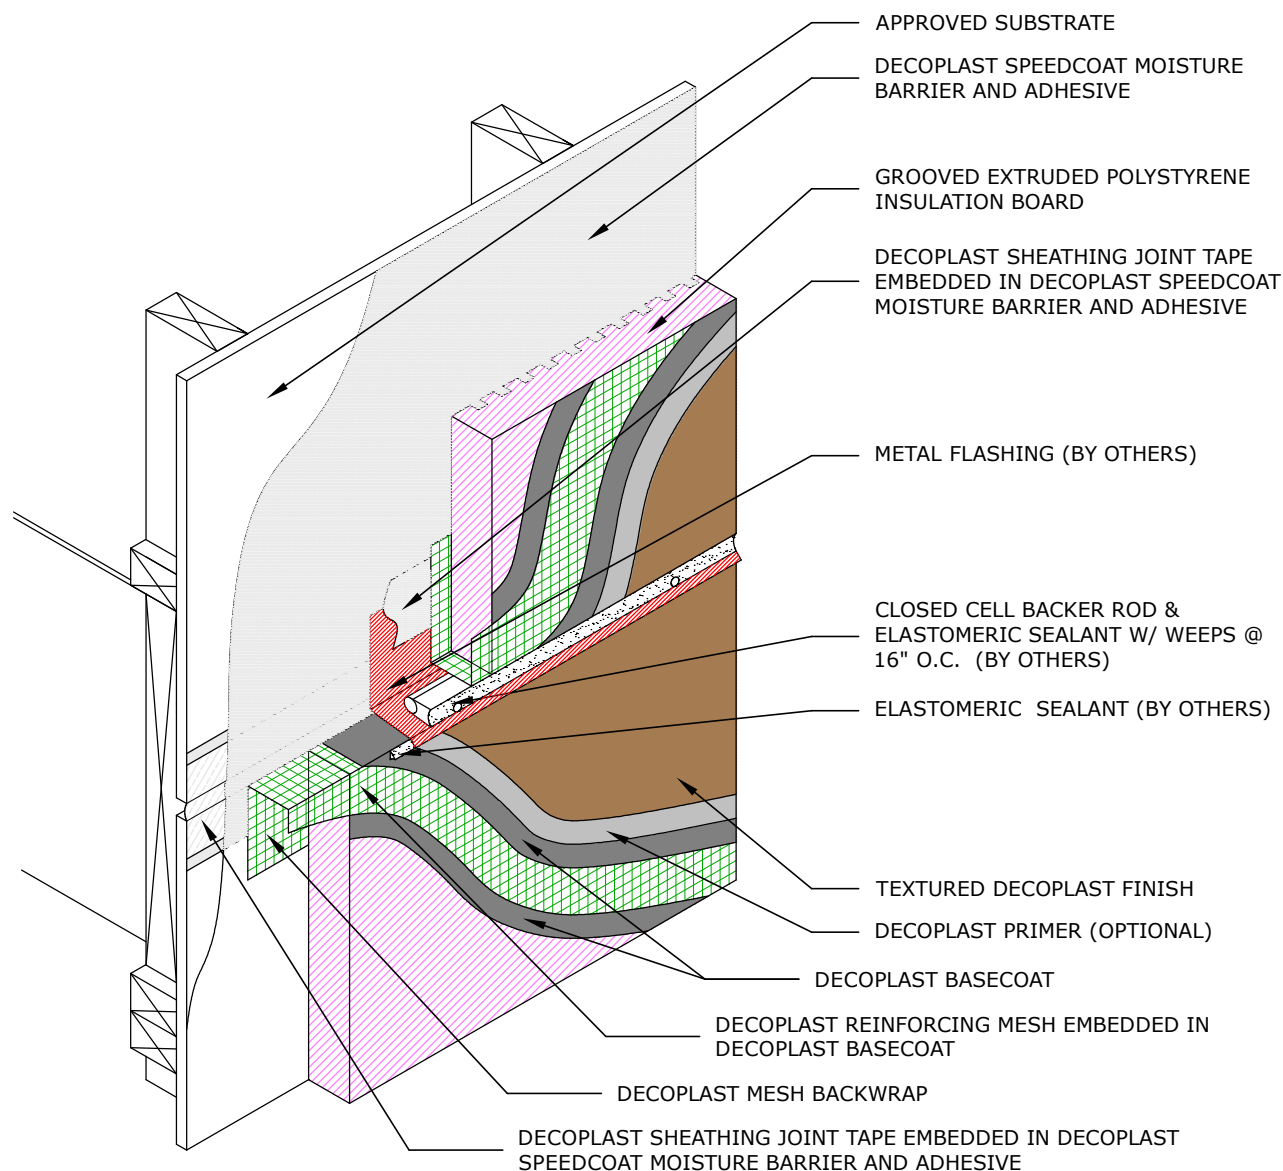 APPROVED SUBSTRATE
DECOPLAST SPEEDCOAT MOISTURE
BARRIER AND ADHESIVE
GROOVED EXTRUDED POLYSTYRENE
INSULATION BOARD
DECOPLAST SHEATHING JOINT TAPE
EMBEDDED IN DECOPLAST SPEEDCOAT
MOISTURE BARRIER AND ADHESIVE
METAL FLASHING (BY OTHERS)
CLOSED CELL BACKER ROD &
ELASTOMERIC SEALANT W/ WEEPS @
16" O.C. (BY OTHERS)
ELASTOMERIC SEALANT (BY OTHERS)
TEXTURED DECOPLAST FINISH
DECOPLAST PRIMER (OPTIONAL)
DECOPLAST BASECOAT
DECOPLAST REINFORCING MESH EMBEDDED IN
DECOPLAST BASECOAT
DECOPLAST MESH BACKWRAP
DECOPLAST SHEATHING JOINT TAPE EMBEDDED IN DECOPLAST
SPEEDCOAT MOISTURE BARRIER AND ADHESIVE